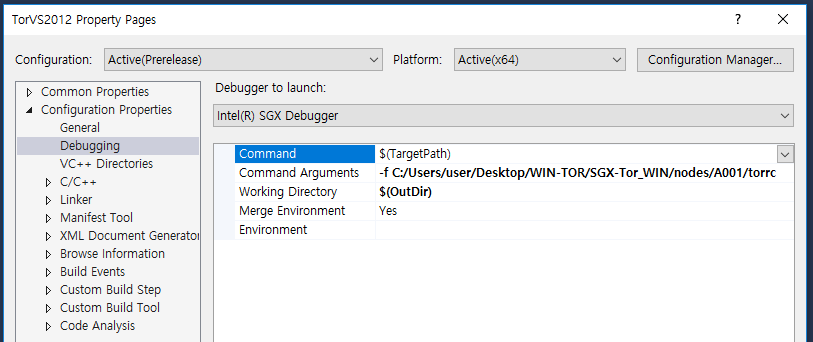 TorVS2012 Property Pages
?
Configuration: Active(Prerelease) Platform: Active(x64) Configuration Manager...
Common Properties
Configuration Properties
General
Debugging
VC++ Directories
C/C++
Linker
Manifest Tool
XML Document Generator
Browse Information
Build Events
Custom Build Step
Custom Build Tool
Code Analysis
Debugger to launch:
Intel(R) SGX Debugger
Command $(TargetPath)
Command Arguments -f C:/Users/user/Desktop/WIN-TOR/SGX-Tor_WIN/nodes/A001/torrc
Working Directory $(OutDir)
Merge Environment Yes
Environment